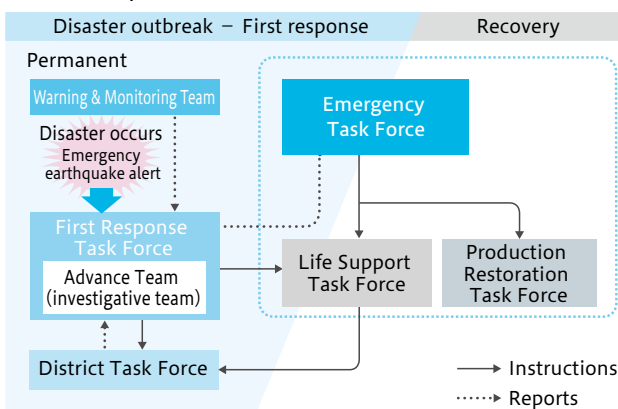 Disaster outbreak – First response
Recovery
Permanent
Warning & Monitoring Team
Disaster occurs
Emergency
earthquake alert
Emergency
Task Force
First Response
Task Force
Advance Team
(investigative team)
Life Support
Task Force
Production
Restoration
Task Force
District Task Force
Instructions
Reports